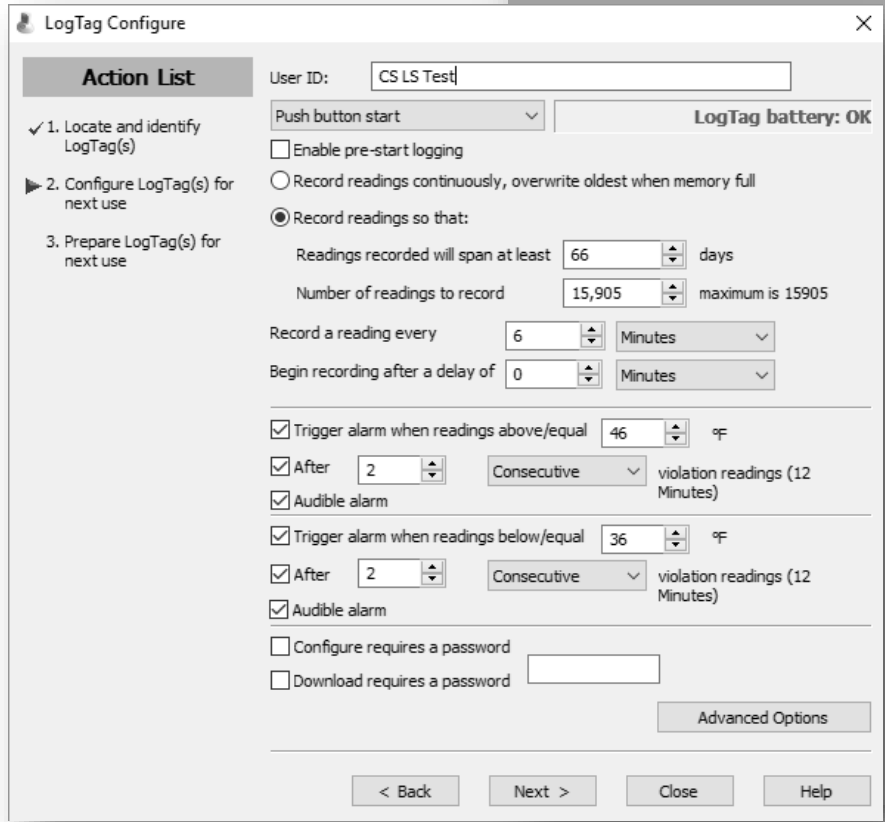 LogTag Configure
Action List
1. Locate and identify
LogTag(s)
2. Configure LogTag(s) for
next use
3. Prepare LogTag(s) for
next use
User ID: CS LS Test
Push button start LogTag battery: OK
Enable pre-start logging
Record readings continuously, overwrite oldest when memory full
Record readings so that:
Readings recorded will span at least 66 days
Number of readings to record 15,905 maximum is 15905
Record a reading every 6 Minutes
Begin recording after a delay of 0 Minutes
Trigger alarm when readings above/equal 46 °F
After 2 Consecutive violation readings (12
Minutes)
Audible alarm
Trigger alarm when readings below/equal 36 °F
After 2 Consecutive violation readings (12
Minutes)
Audible alarm
Configure requires a password
Download requires a password
Advanced Options
< Back Next > Close Help